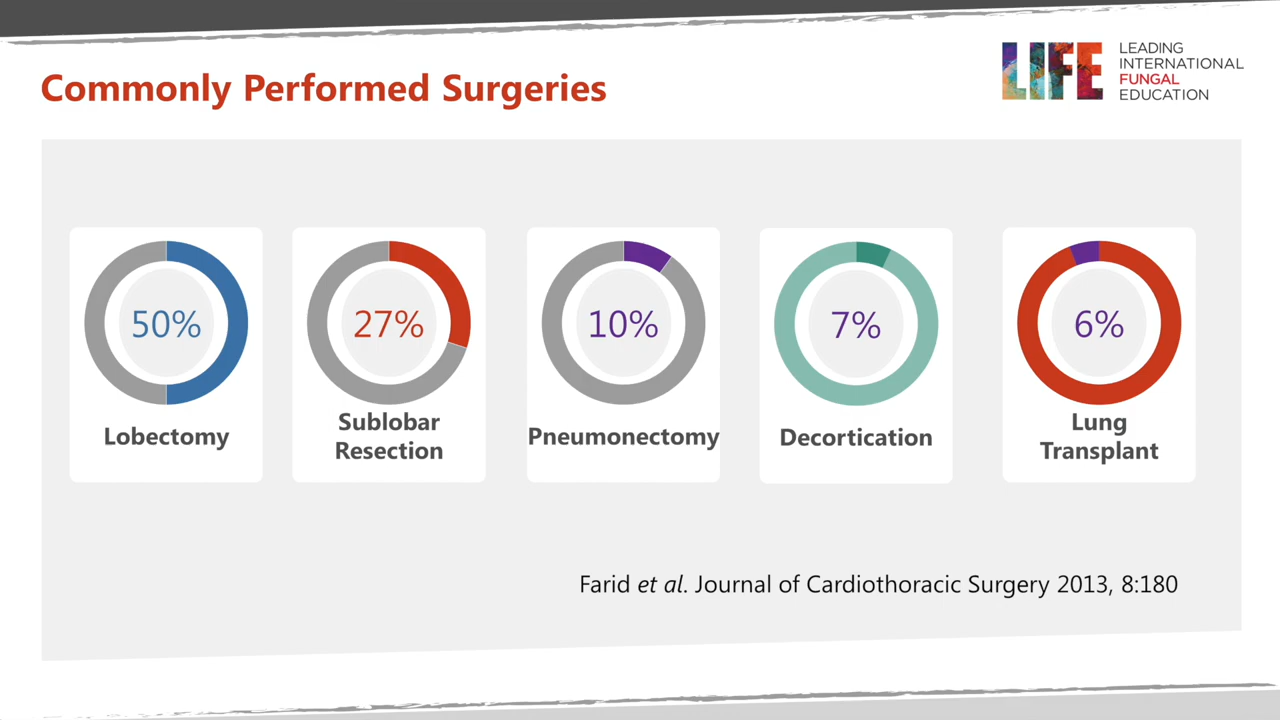 Commonly Performed Surgeries
LIFE
LEADING
INTERNATIONAL
FUNGAL
EDUCATION
50%
Lobectomy
27%
Sublobar
Resection
10%
Pneumonectomy
7%
Decortication
6%
Lung
Transplant
Farid et al. Journal of Cardiothoracic Surgery 2013, 8:180